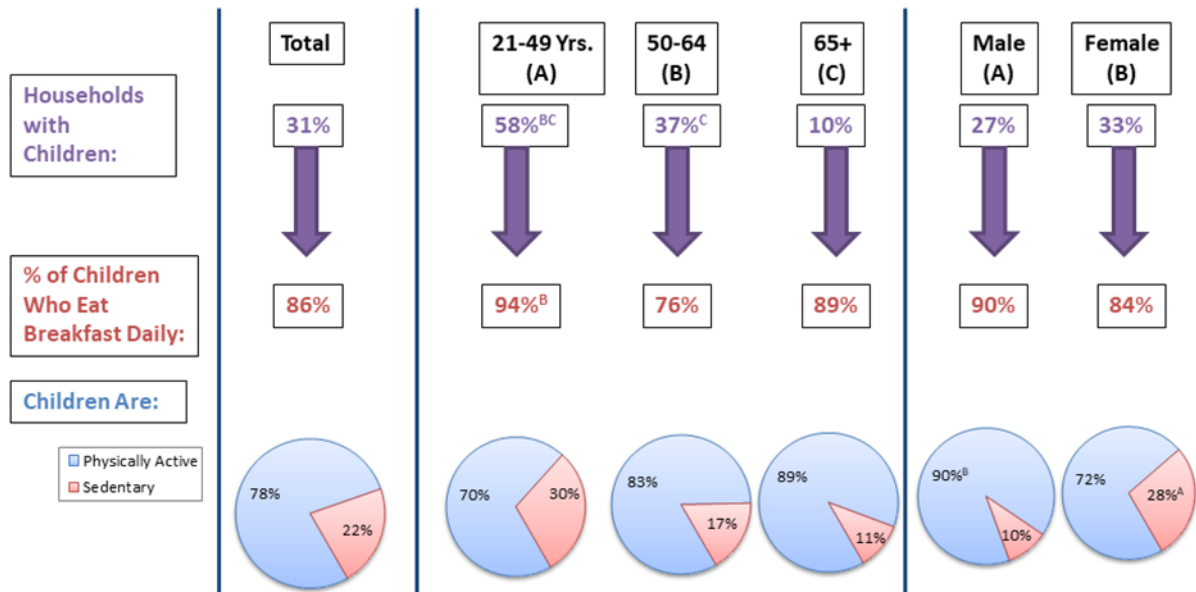 Total
21-49 Yrs.
(A)
50-64
(B)
65+
(C)
Male
(A)
Female
(B)
Households
with
Children:
31%
58%ᴮᶜ
37%ᶜ
10%
27%
33%
% of Children
Who Eat
Breakfast Daily:
86%
94%ᴮ
76%
89%
90%
84%
Children Are:
Physically Active
Sedentary
78%
22%
70%
30%
83%
17%
89%
11%
90%ᴮ
10%
72%
28%ᴬ